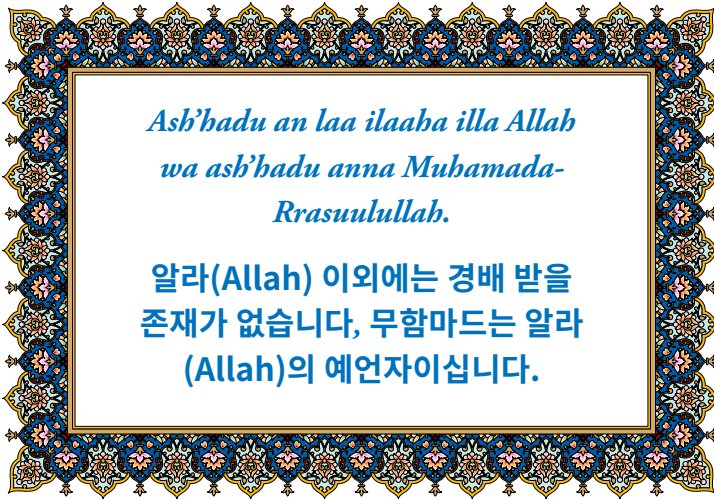 Ash’hadu an laa ilaaha illa Allah
wa ash’hadu anna Muhamada-
Rrasuulullah.
알라(Allah) 이외에는 경배 받을
존재가 없습니다, 무함마드는 알라
(Allah)의 예언자이십니다.